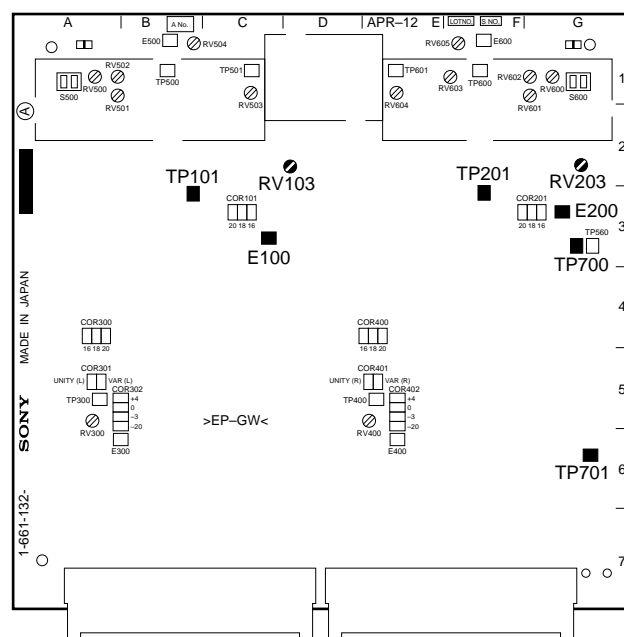 A B A No. C D APR–12 E LOTNO. S NO. F G
E500 RV504 RV605 E600
RV502 TP500 TP501 TP601 RV602
S500 RV500 RV503 RV604 RV603 TP600 RV600 S600 1
RV501 RV601
A
2
TP101 RV103 TP201 RV203
COR101 COR201 E200
20 18 16 20 18 16 3
E100 TP560
TP700
MADE IN JAPAN
4
COR300 COR400
16 18 20 16 18 20
COR301 COR401
UNITY (L) VAR (L) UNITY (R) VAR (R)
COR302 COR402
TP300 +4 TP400 +4 5
0 0
–3 –3
–20 –20
RV300 >EP–GW< RV400
E300 E400
SONY
TP701 6
1-661-132-
7